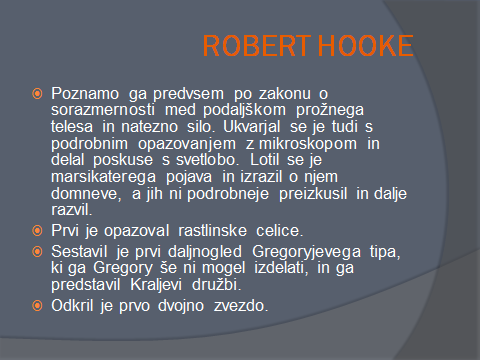 ROBERT HOOKE
Poznamo ga predvsem po zakonu o
sorazmernosti med podaljškom prožnega
telesa in natezno silo. Ukvarjal se je tudi s
podrobnim opazovanjem z mikroskopom in
delal poskuse s svetlobo. Lotil se je
marsikaterega pojava in izrazil o njem
domneve, a jih ni podrobneje preizkusil in dalje
razvil.
Prvi je opazoval rastlinske celice.
Sestavil je prvi daljnogled Gregoryjevega tipa,
ki ga Gregory še ni mogel izdelati, in ga
predstavil Kraljevi družbi.
Odkril je prvo dvojno zvezdo.